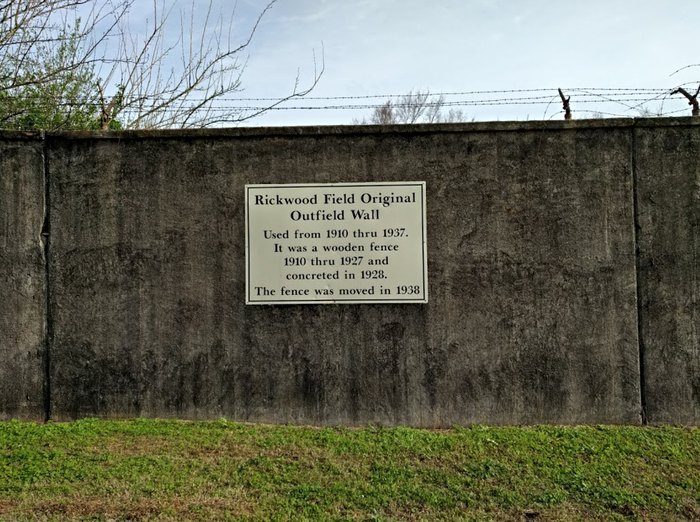 Rickwood Field Original
Outfield Wall
Used from 1910 thru 1937.
It was a wooden fence
1910 thru 1927 and
concreted in 1928.
The fence was moved in 1938